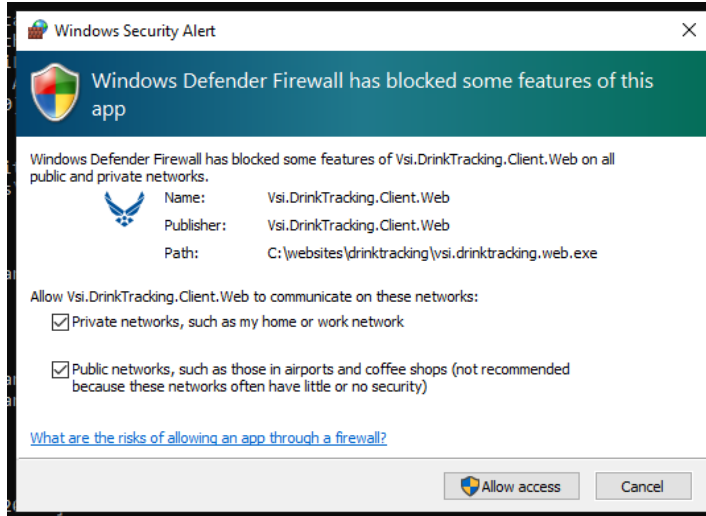 Windows Security Alert
Windows Defender Firewall has blocked some features of this
app
Windows Defender Firewall has blocked some features of Vsi.DrinkTracking.Client.Web on all
public and private networks.
Name: Vsi.DrinkTracking.Client.Web
Publisher: Vsi.DrinkTracking.Client.Web
Path: C:\websites\drinktracking\vsi.drinktracking.web.exe
Allow Vsi.DrinkTracking.Client.Web to communicate on these networks:
Private networks, such as my home or work network
Public networks, such as those in airports and coffee shops (not recommended
because these networks often have little or no security)
What are the risks of allowing an app through a firewall?
Allow access Cancel